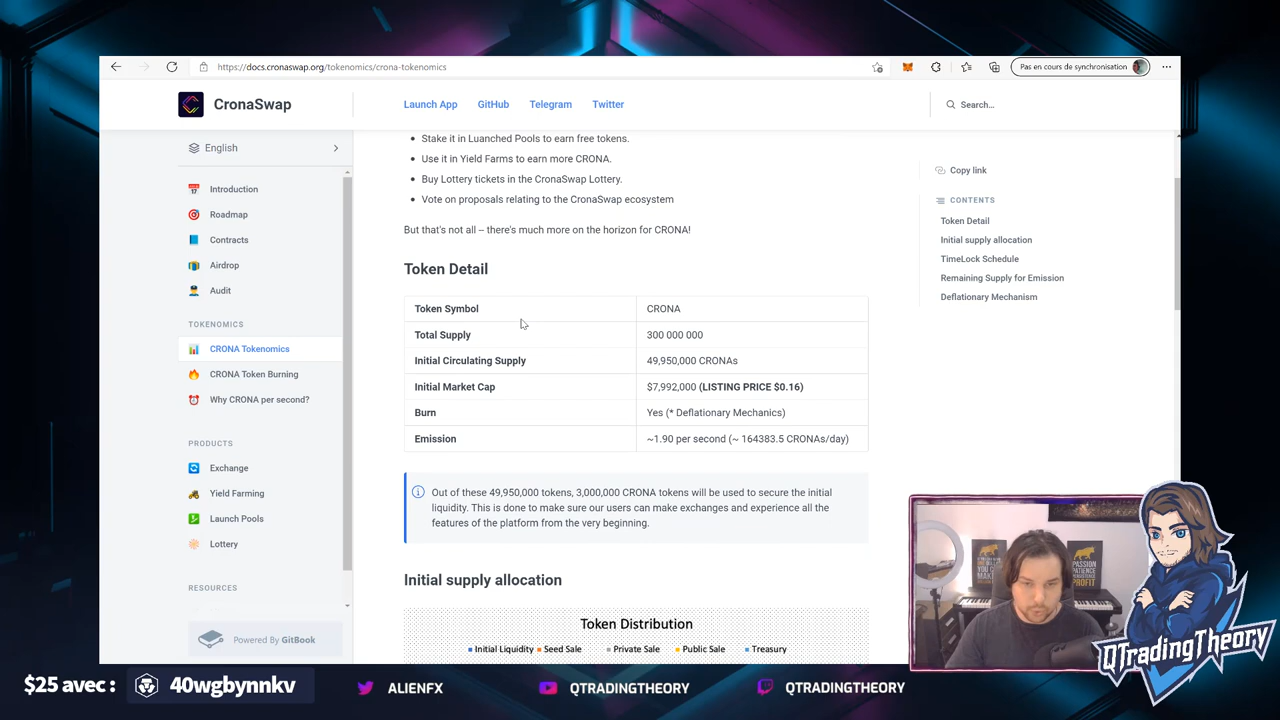 https://docs.cronaswap.org/tokenomics/crona-tokenomics
Pas en cours de synchronisation
CronaSwap
Launch App
GitHub
Telegram
Twitter
Search...
English
Introduction
Roadmap
Contracts
Airdrop
Audit
TOKENOMICS
CRONA Tokenomics
CRONA Token Burning
Why CRONA per second?
PRODUCTS
Exchange
Yield Farming
Launch Pools
Lottery
RESOURCES
Powered By GitBook
Stake it in Luanched Pools to earn free tokens.
Use it in Yield Farms to earn more CRONA.
Buy Lottery tickets in the CronaSwap Lottery.
Vote on proposals relating to the CronaSwap ecosystem
But that's not all – there's much more on the horizon for CRONA!
Token Detail
Token Symbol CRONA
Total Supply 300 000 000
Initial Circulating Supply 49,950,000 CRONAs
Initial Market Cap $7,992,000 (LISTING PRICE $0.16)
Burn Yes (* Deflationary Mechanics)
Emission ~1.90 per second (~ 164383.5 CRONAs/day)
Out of these 49,950,000 tokens, 3,000,000 CRONA tokens will be used to secure the initial
liquidity. This is done to make sure our users can make exchanges and experience all the
features of the platform from the very beginning.
Initial supply allocation
Token Distribution
Initial Liquidity Seed Sale Private Sale Public Sale Treasury
Copy link
CONTENTS
Token Detail
Initial supply allocation
TimeLock Schedule
Remaining Supply for Emission
Deflationary Mechanism
PASSION
PATIENCE
PROFIT
QTradingTheory
$25 avec :
40wgbynnkv
ALIENFX
QTRADINGTHEORY
QTRADINGTHEORY